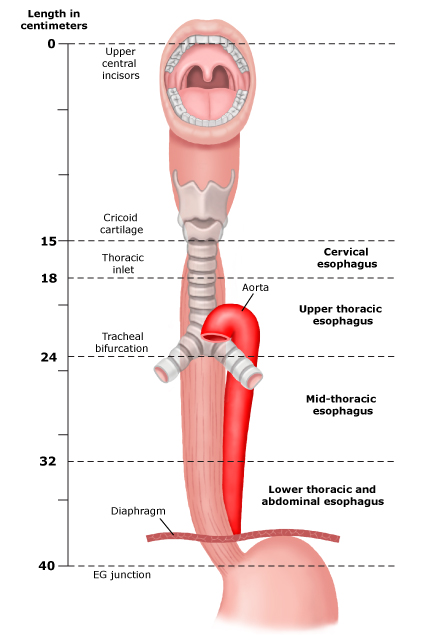 Length in
centimeters
0
Upper
central
incisors
Cricoid
cartilage
15
Cervical
esophagus
Thoracic
inlet
18
Aorta
Upper thoracic
esophagus
Tracheal
bifurcation
24
Mid-thoracic
esophagus
32
Lower thoracic and
abdominal esophagus
Diaphragm
40
EG junction